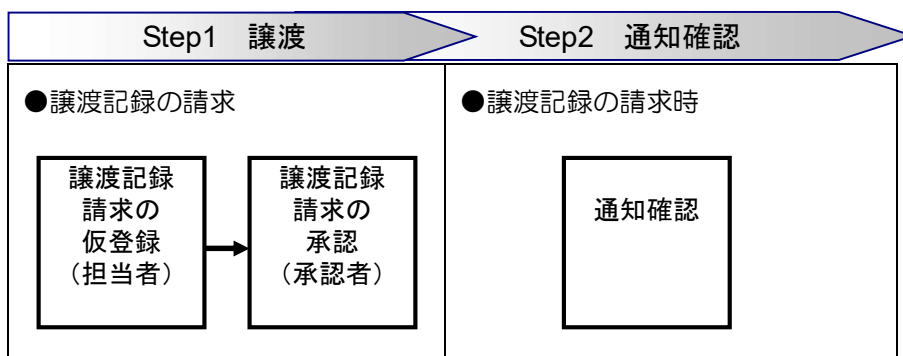 Step1 譲渡
Step2 通知確認
●譲渡記録の請求
●譲渡記録の請求時
譲渡記録
請求の
仮登録
（担当者）
譲渡記録
請求の
承認
（承認者）
通知確認